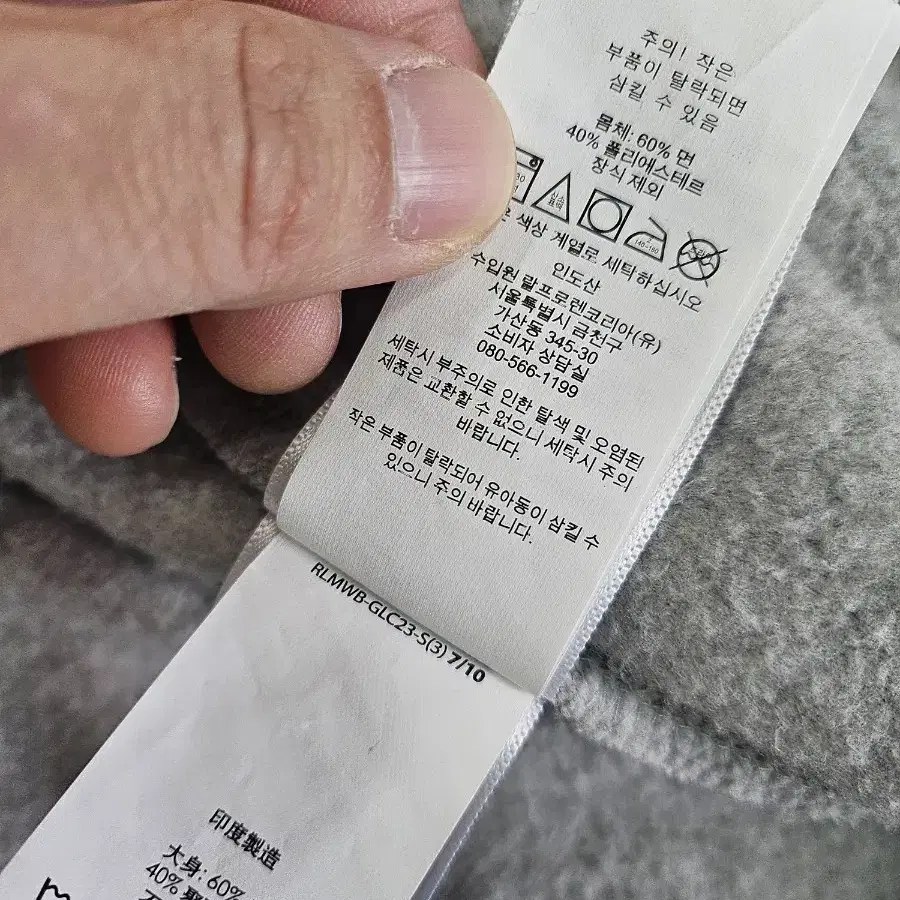 주의! 작은
부품이 탈락되면
삼킬 수 있음
몸체: 60% 면
40% 폴리에스테르
장식 제외
색상 계열로 세탁하십시오
인도산
수입원 랄프로렌코리아(유)
서울특별시 금천구
가산동 345-30
소비자 상담실
080-566-1199
세탁시 부주의로 인한 탈색 및 오염된
제품은 교환할 수 없으니 세탁시 주의
바랍니다.
작은 부품이 탈락되어 유아동이 삼킬 수
있으니 주의 바랍니다.
RLMWB-GLC23-S(3) 7/10
印度製造
大身: 60%
40%